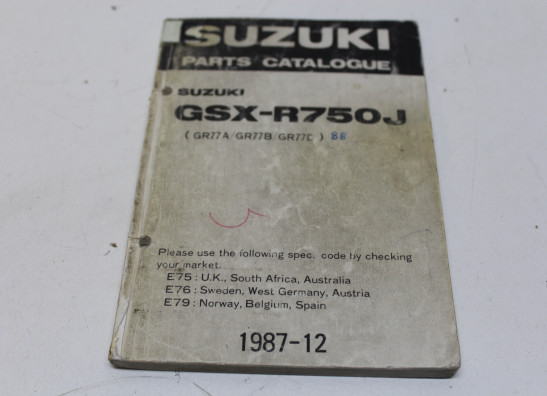 SUZUKI
PARTS CATALOGUE
SUZUKI
GSX-R750J
( GR77A/GR77B/GR77C ) 88
Please use the following spec. code by checking
your market.
E75 : U.K., South Africa, Australia
E76 : Sweden, West Germany, Austria
E79 : Norway, Belgium, Spain
1987-12